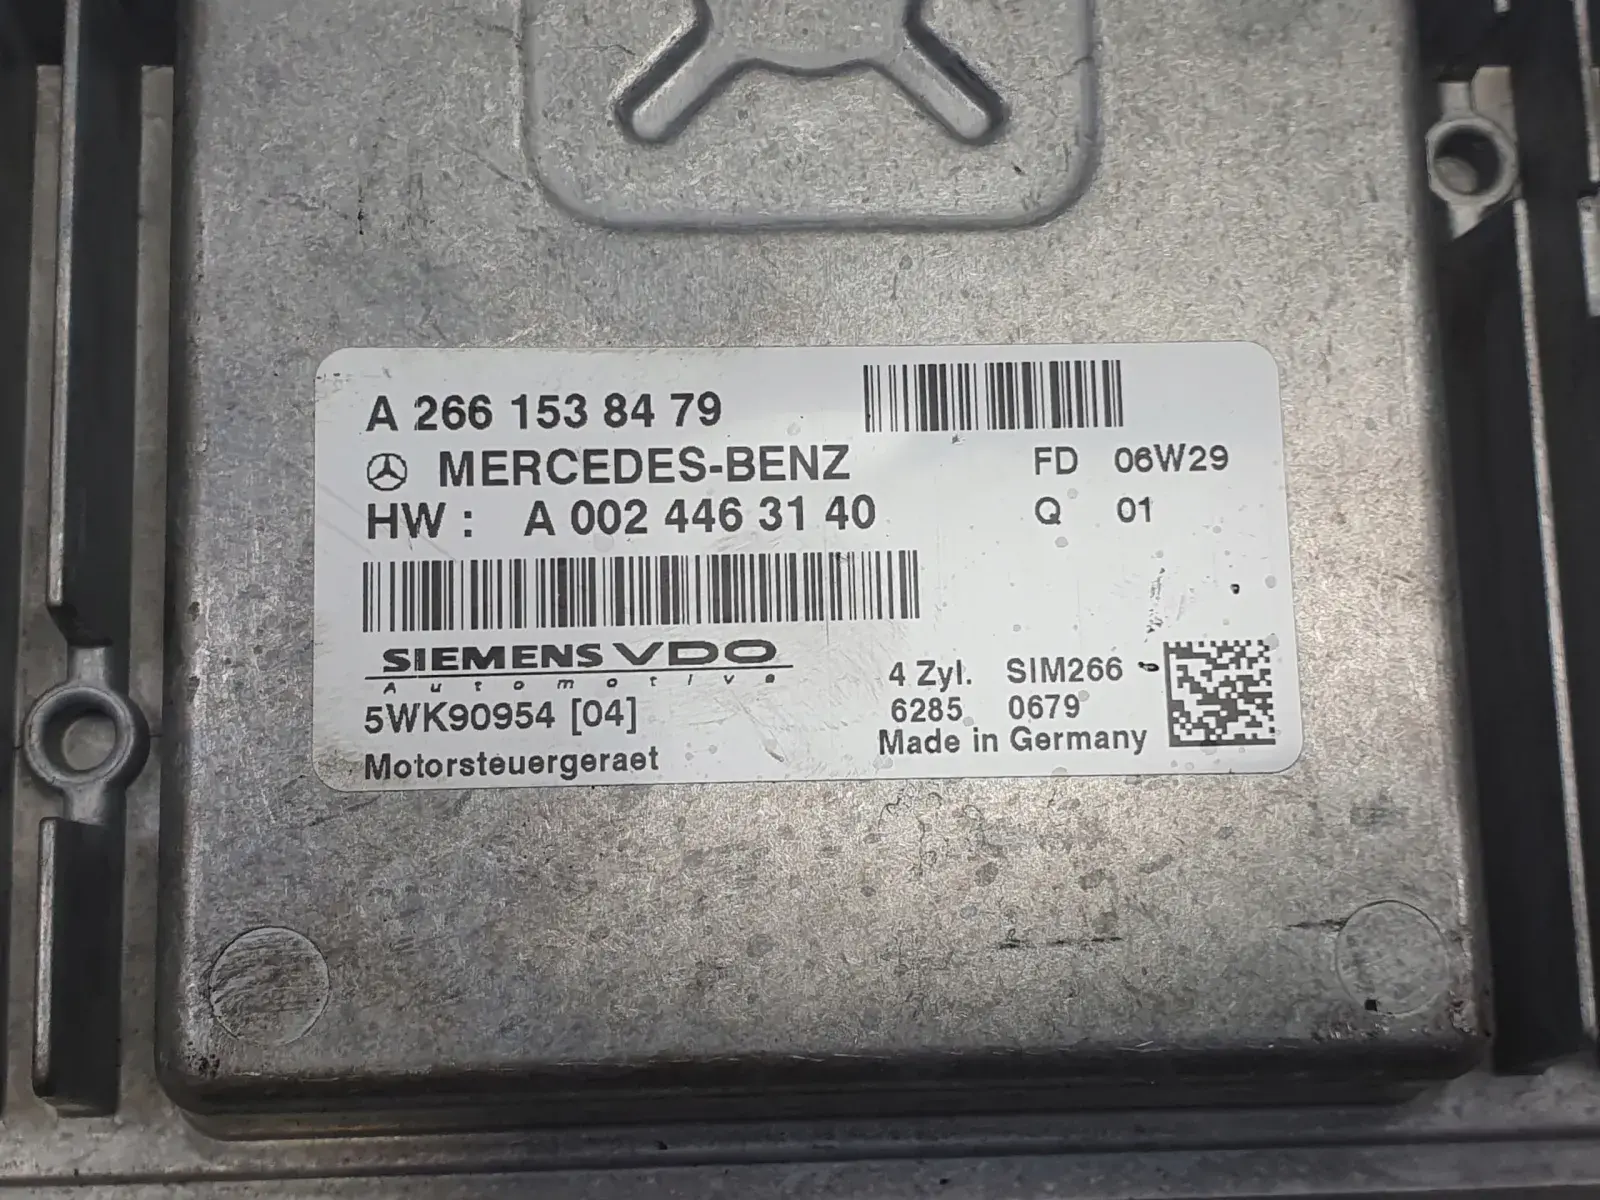 A 266 153 84 79
MERCEDES-BENZ FD 06W29
HW : A 002 446 31 40 Q 01
SIEMENS VDO
Automotive
4 Zyl. SIM266
5WK90954 [04] 6285 0679
Made in Germany
Motorsteuergeraet